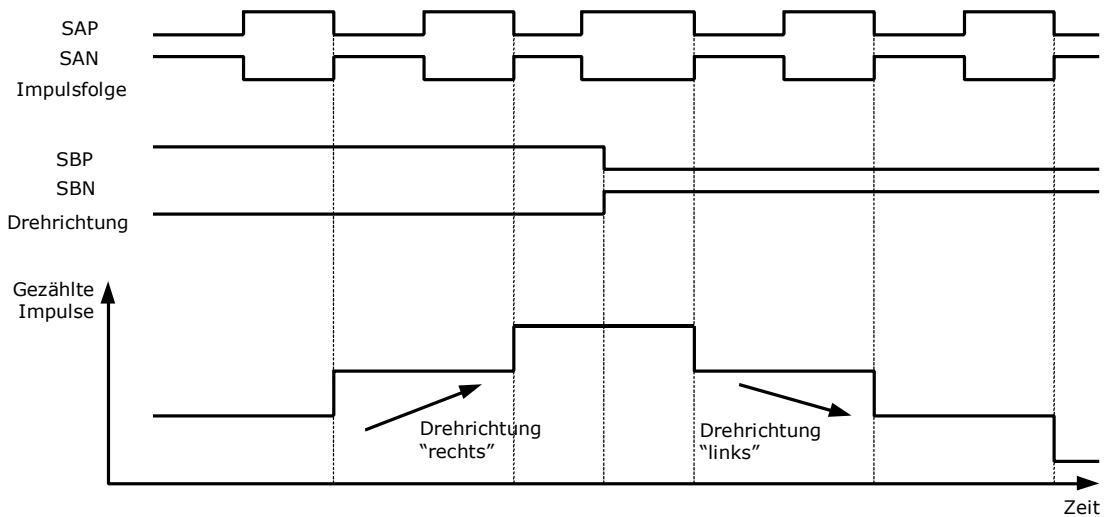 SAP
SAN
Impulsfolge
SBP
SBN
Drehrichtung
Gezählte
Impulse
Drehrichtung
“rechts”
Drehrichtung
“links”
Zeit